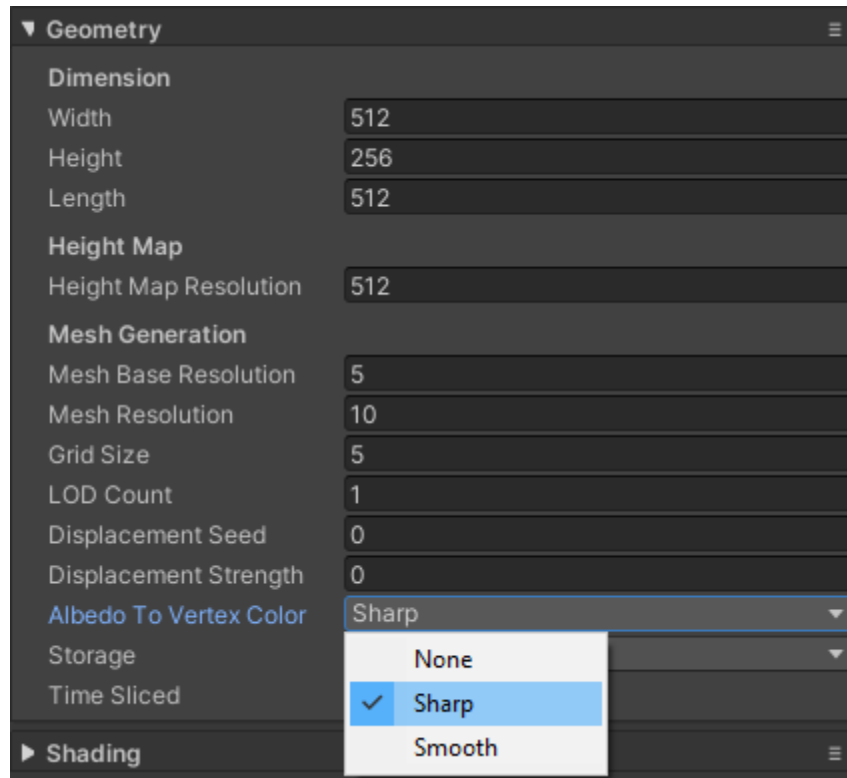 Geometry
Dimension
Width 512
Height 256
Length 512
Height Map
Height Map Resolution 512
Mesh Generation
Mesh Base Resolution 5
Mesh Resolution 10
Grid Size 5
LOD Count 1
Displacement Seed 0
Displacement Strength 0
Albedo To Vertex Color Sharp
Storage
None
Time Sliced
Sharp
Shading
Smooth